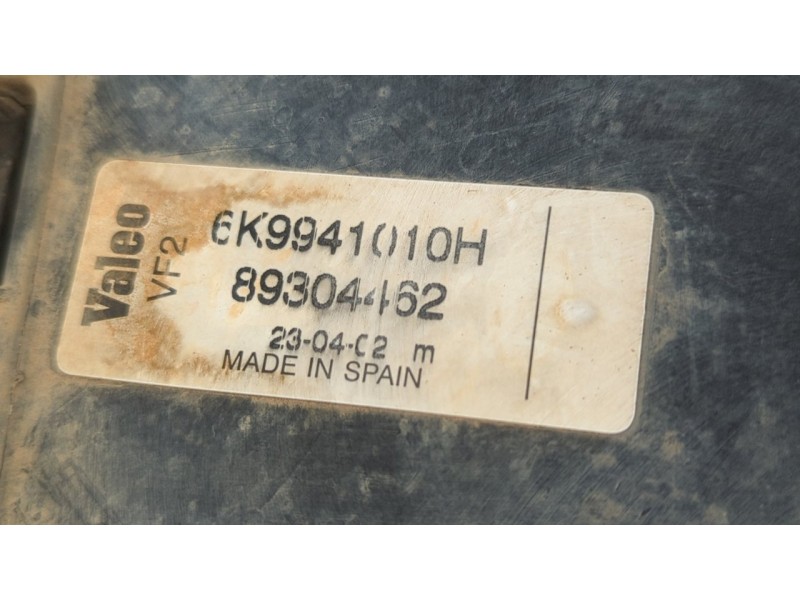 Valeo
VF2
6K9941010H
89304462
23-04-02 m
MADE IN SPAIN